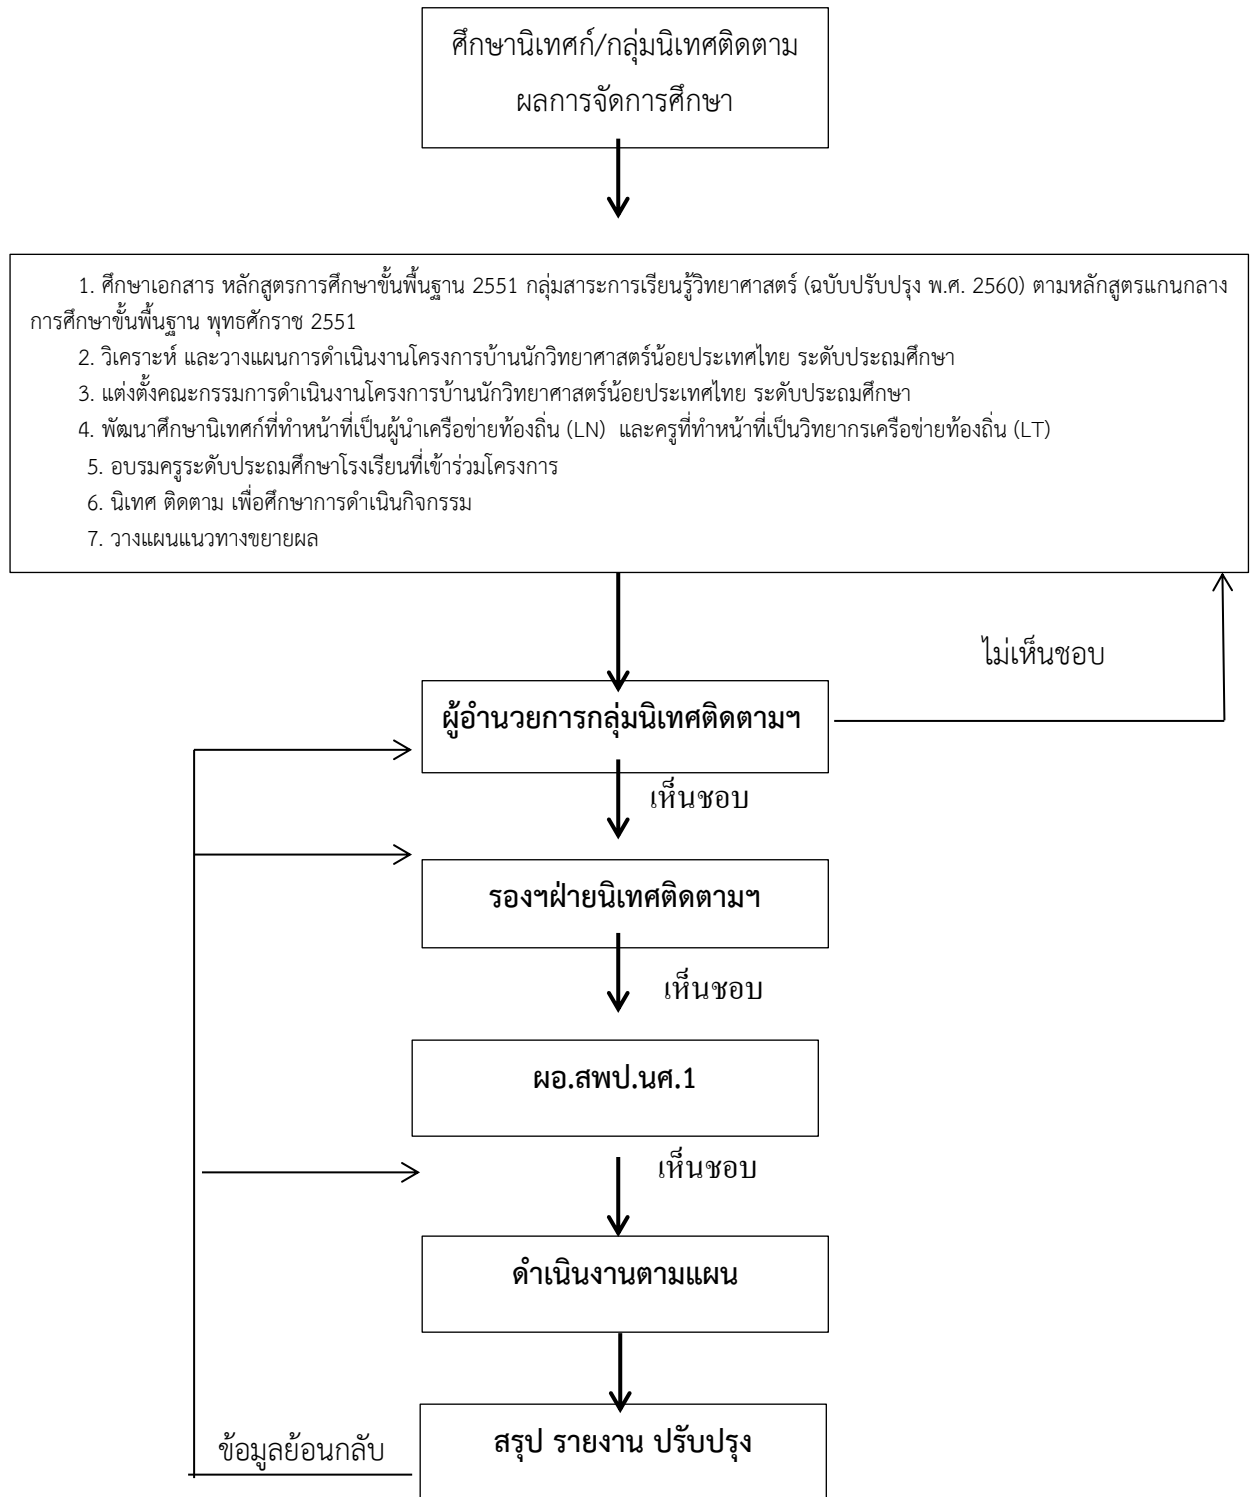 ศึกษานิเทศก์/กลุ่มนิเทศติดตาม
ผลการจัดการศึกษา
1. ศึกษาเอกสาร หลักสูตรการศึกษาขั้นพื้นฐาน 2551 กลุ่มสาระการเรียนรู้วิทยาศาสตร์ (ฉบับปรับปรุง พ.ศ. 2560) ตามหลักสูตรแกนกลาง
การศึกษาขั้นพื้นฐาน พุทธศักราช 2551
2. วิเคราะห์ และวางแผนการดำเนินงานโครงการบ้านนักวิทยาศาสตร์น้อยประเทศไทย ระดับประถมศึกษา
3. แต่งตั้งคณะกรรมการดำเนินงานโครงการบ้านนักวิทยาศาสตร์น้อยประเทศไทย ระดับประถมศึกษา
4. พัฒนาศึกษานิเทศก์ที่ทำหน้าที่เป็นผู้นำเครือข่ายท้องถิ่น (LN) และครูที่ทำหน้าที่เป็นวิทยากรเครือข่ายท้องถิ่น (LT)
5. อบรมครูระดับประถมศึกษาโรงเรียนที่เข้าร่วมโครงการ
6. นิเทศ ติดตาม เพื่อศึกษาการดำเนินกิจกรรม
7. วางแผนแนวทางขยายผล
ไม่เห็นชอบ
ผู้อำนวยการกลุ่มนิเทศติดตามฯ
เห็นชอบ
รองฯฝ่ายนิเทศติดตามฯ
เห็นชอบ
ผอ.สพป.นศ.1
เห็นชอบ
ดำเนินงานตามแผน
ข้อมูลย้อนกลับ
สรุป รายงาน ปรับปรุง